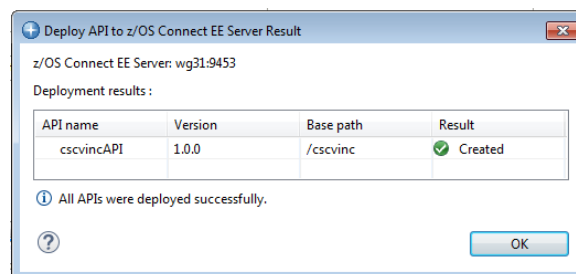 Deploy API to z/OS Connect EE Server Result
z/OS Connect EE Server: wg31:9453
Deployment results :
API name Version Base path Result
cscvincAPI 1.0.0 /cscvinc Created
All APIs were deployed successfully.
OK